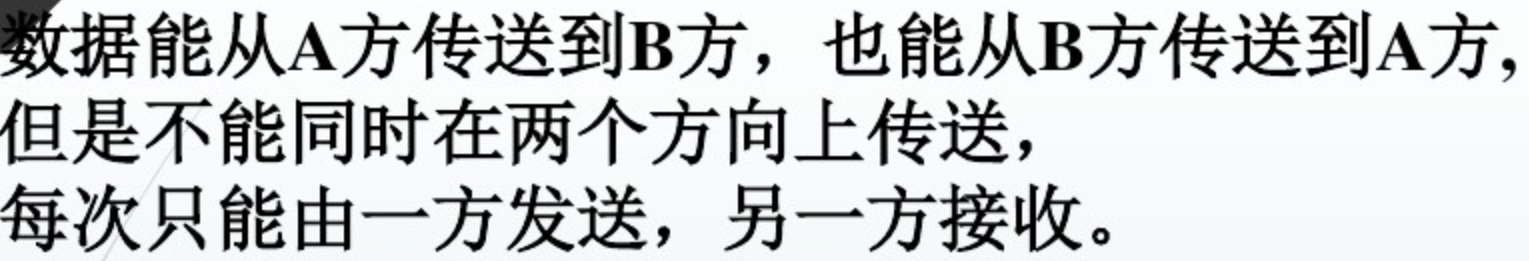 数据能从A方传送到B方，也能从B方传送到A方,
但是不能同时在两个方向上传送，
每次只能由一方发送，另一方接收。